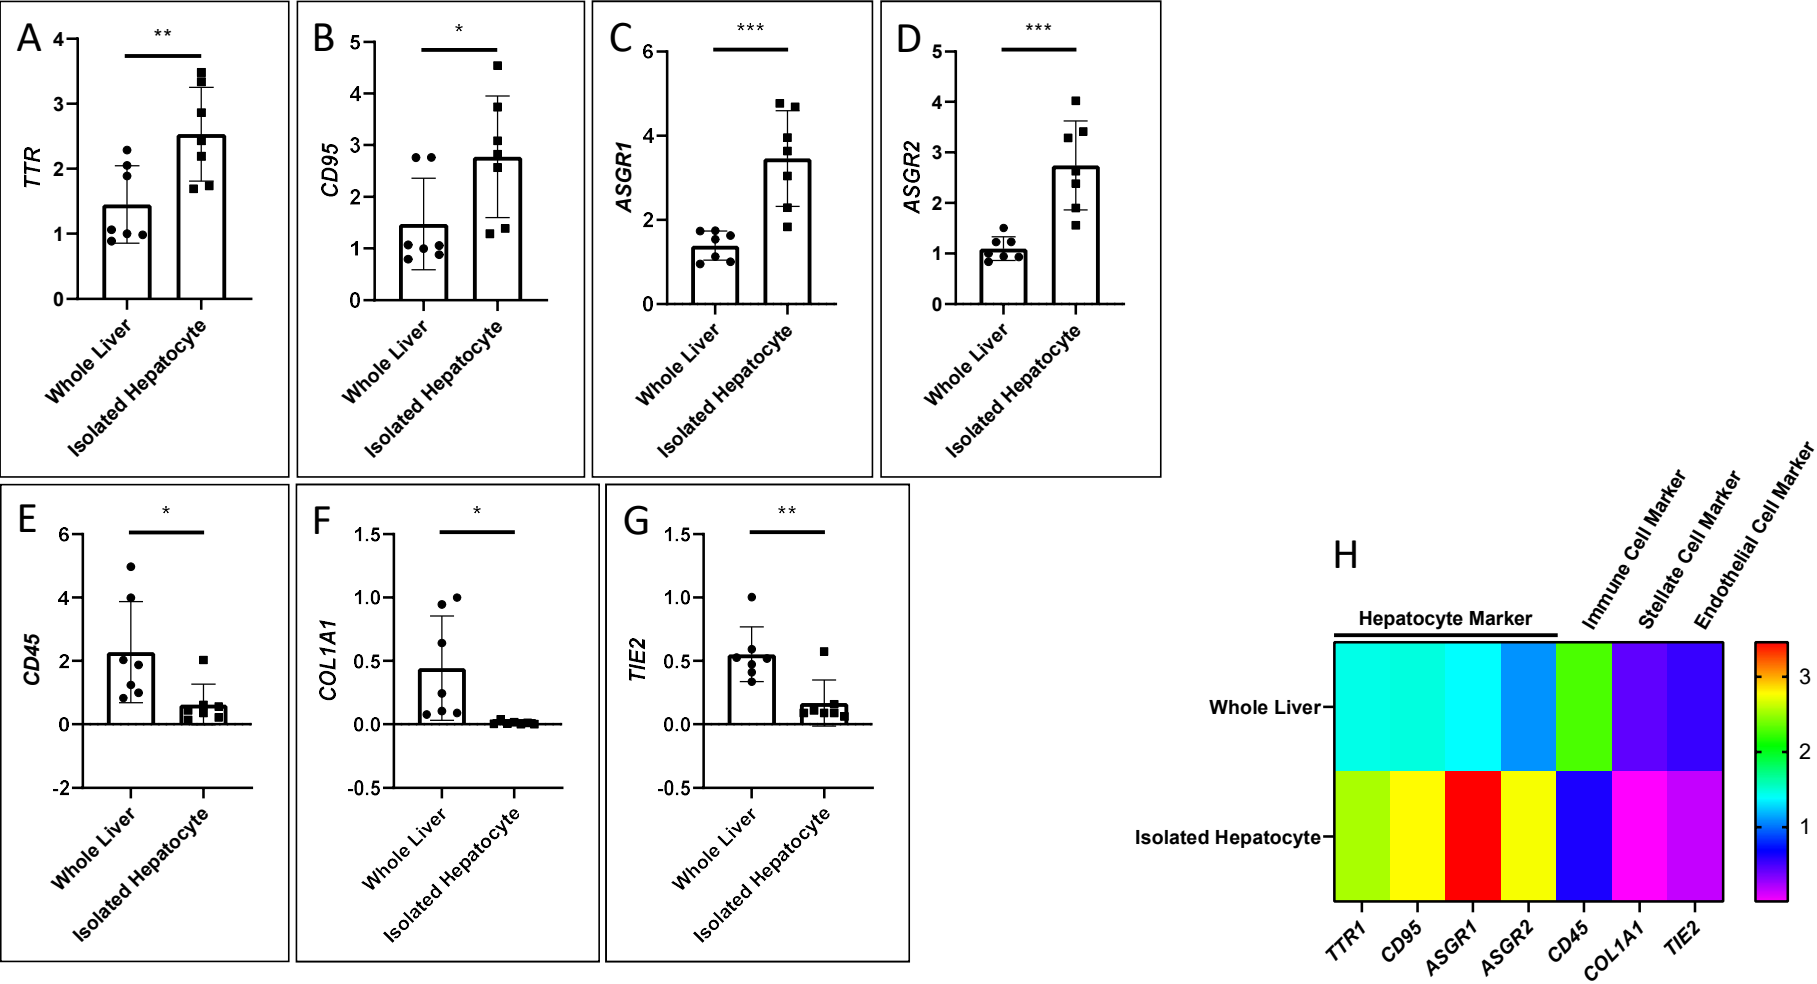 A
**
TTR
4
3
2
1
0
Whole Liver
Isolated Hepatocyte
B
*
CD95
5
4
3
2
1
0
Whole Liver
Isolated Hepatocyte
C
***
ASGR1
6
4
2
0
Whole Liver
Isolated Hepatocyte
D
***
ASGR2
5
4
3
2
1
0
Whole Liver
Isolated Hepatocyte
E
*
CD45
6
4
2
0
-2
Whole Liver
Isolated Hepatocyte
F
*
COL1A1
1.5
1.0
0.5
0.0
-0.5
Whole Liver
Isolated Hepatocyte
G
**
TIE2
1.5
1.0
0.5
0.0
-0.5
Whole Liver
Isolated Hepatocyte
H
Hepatocyte Marker
Immune Cell Marker
Stellate Cell Marker
Endothelial Cell Marker
Whole Liver
Isolated Hepatocyte
TTR1
CD95
ASGR1
ASGR2
CD45
COL1A1
TIE2
3
2
1